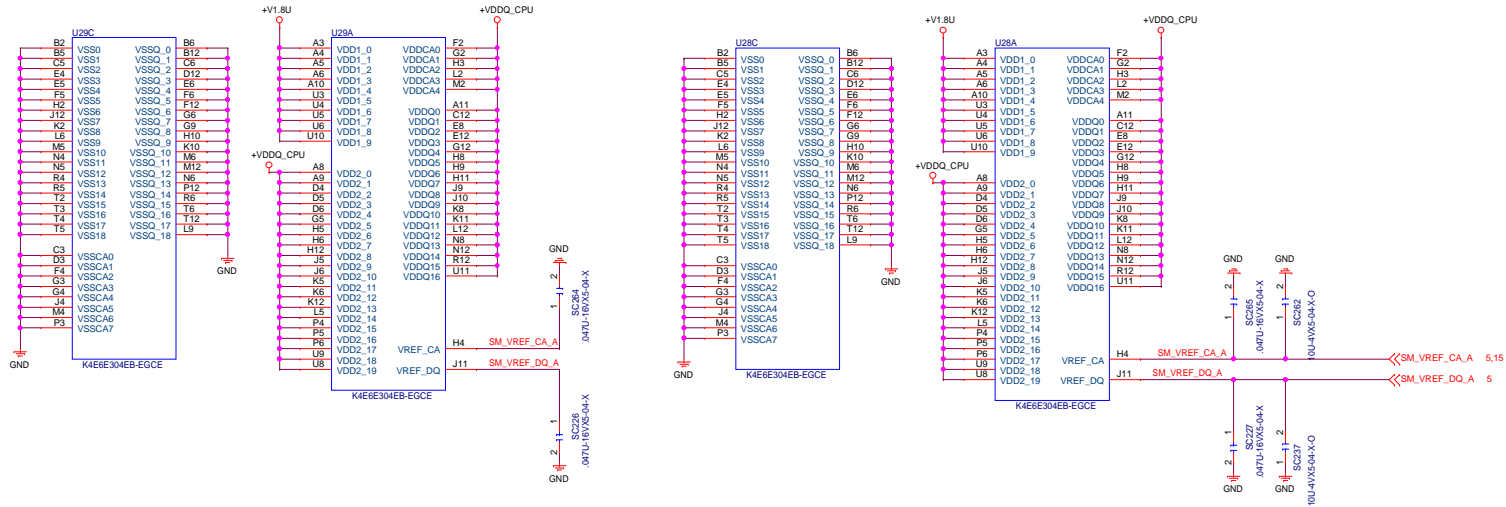 +V1.8U
+VDDQ_CPU
U29C
B2 VSS0 VSSQ_0 B6
B5 VSS1 VSSQ_1 B12
C5 VSS2 VSSQ_2 C6
E4 VSS3 VSSQ_3 D12
E5 VSS4 VSSQ_4 E6
F5 VSS5 VSSQ_5 F6
H2 VSS6 VSSQ_6 F12
J12 VSS7 VSSQ_7 G6
K2 VSS8 VSSQ_8 G9
L6 VSS9 VSSQ_9 H10
M5 VSS10 VSSQ_10 K10
N4 VSS11 VSSQ_11 M6
N5 VSS12 VSSQ_12 M12
R4 VSS13 VSSQ_13 N6
R5 VSS14 VSSQ_14 P12
T2 VSS15 VSSQ_15 R6
T3 VSS16 VSSQ_16 T6
T4 VSS17 VSSQ_17 T12
T5 VSS18 VSSQ_18 L9
C3 VSSCA0
D3 VSSCA1
F4 VSSCA2
G3 VSSCA3
G4 VSSCA4
J4 VSSCA5
M4 VSSCA6
P3 VSSCA7
GND
GND
K4E6E304EB-EGCE
U29A
A3 VDD1_0 VDDCA0 F2
A4 VDD1_1 VDDCA1 G2
A5 VDD1_2 VDDCA2 H3
A6 VDD1_3 VDDCA3 L2
A10 VDD1_4 VDDCA4 M2
U3 VDD1_5
U4 VDD1_6 VDDQ0 A11
U5 VDD1_7 VDDQ1 C12
U6 VDD1_8 VDDQ2 E8
U10 VDD1_9 VDDQ3 E12
+VDDQ_CPU
VDDQ4 G12
VDDQ5 H8
A8 VDD2_0 VDDQ6 H9
A9 VDD2_1 VDDQ7 H11
D4 VDD2_2 VDDQ8 J9
D5 VDD2_3 VDDQ9 J10
D6 VDD2_4 VDDQ10 K8
G5 VDD2_5 VDDQ11 K11
H5 VDD2_6 VDDQ12 L12
H6 VDD2_7 VDDQ13 N8
H12 VDD2_8 VDDQ14 N12
J5 VDD2_9 VDDQ15 R12
J6 VDD2_10 VDDQ16 U11
K5 VDD2_11
K6 VDD2_12
K12 VDD2_13
L5 VDD2_14
P4 VDD2_15
P5 VDD2_16
P6 VDD2_17 VREF_CA H4 SM_VREF_CA_A
U9 VDD2_18
U8 VDD2_19 VREF_DQ J11 SM_VREF_DQ_A
K4E6E304EB-EGCE
GND
2
1
SC264
.047U-16VX5-04-X
1
2
SC226
.047U-16VX5-04-X
GND
U28C
B2 VSS0 VSSQ_0 B6
B5 VSS1 VSSQ_1 B12
C5 VSS2 VSSQ_2 C6
E4 VSS3 VSSQ_3 D12
E5 VSS4 VSSQ_4 E6
F5 VSS5 VSSQ_5 F6
H2 VSS6 VSSQ_6 F12
J12 VSS7 VSSQ_7 G6
K2 VSS8 VSSQ_8 G9
L6 VSS9 VSSQ_9 H10
M5 VSS10 VSSQ_10 K10
N4 VSS11 VSSQ_11 M6
N5 VSS12 VSSQ_12 M12
R4 VSS13 VSSQ_13 N6
R5 VSS14 VSSQ_14 P12
T2 VSS15 VSSQ_15 R6
T3 VSS16 VSSQ_16 T6
T4 VSS17 VSSQ_17 T12
T5 VSS18 VSSQ_18 L9
C3 VSSCA0
D3 VSSCA1
F4 VSSCA2
G3 VSSCA3
G4 VSSCA4
J4 VSSCA5
M4 VSSCA6
P3 VSSCA7
GND
GND
K4E6E304EB-EGCE
+V1.8U
+VDDQ_CPU
U28A
A3 VDD1_0 VDDCA0 F2
A4 VDD1_1 VDDCA1 G2
A5 VDD1_2 VDDCA2 H3
A6 VDD1_3 VDDCA3 L2
A10 VDD1_4 VDDCA4 M2
U3 VDD1_5
U4 VDD1_6 VDDQ0 A11
U5 VDD1_7 VDDQ1 C12
U6 VDD1_8 VDDQ2 E8
U10 VDD1_9 VDDQ3 E12
+VDDQ_CPU
VDDQ4 G12
VDDQ5 H8
A8 VDD2_0 VDDQ6 H9
A9 VDD2_1 VDDQ7 H11
D4 VDD2_2 VDDQ8 J9
D5 VDD2_3 VDDQ9 J10
D6 VDD2_4 VDDQ10 K8
G5 VDD2_5 VDDQ11 K11
H5 VDD2_6 VDDQ12 L12
H6 VDD2_7 VDDQ13 N8
H12 VDD2_8 VDDQ14 N12
J5 VDD2_9 VDDQ15 R12
J6 VDD2_10 VDDQ16 U11
K5 VDD2_11
K6 VDD2_12
K12 VDD2_13
L5 VDD2_14
P4 VDD2_15
P5 VDD2_16
P6 VDD2_17 VREF_CA H4 SM_VREF_CA_A
U9 VDD2_18
U8 VDD2_19 VREF_DQ J11 SM_VREF_DQ_A
K4E6E304EB-EGCE
GND
GND
2
1
SC265
.047U-16VX5-04-X
2
1
SC262
10U-4VX5-04-X-O
SM_VREF_CA_A 5,15
SM_VREF_DQ_A 5
1
2
SC227
.047U-16VX5-04-X
2
1
SC237
10U-4VX5-04-X-O
GND
GND